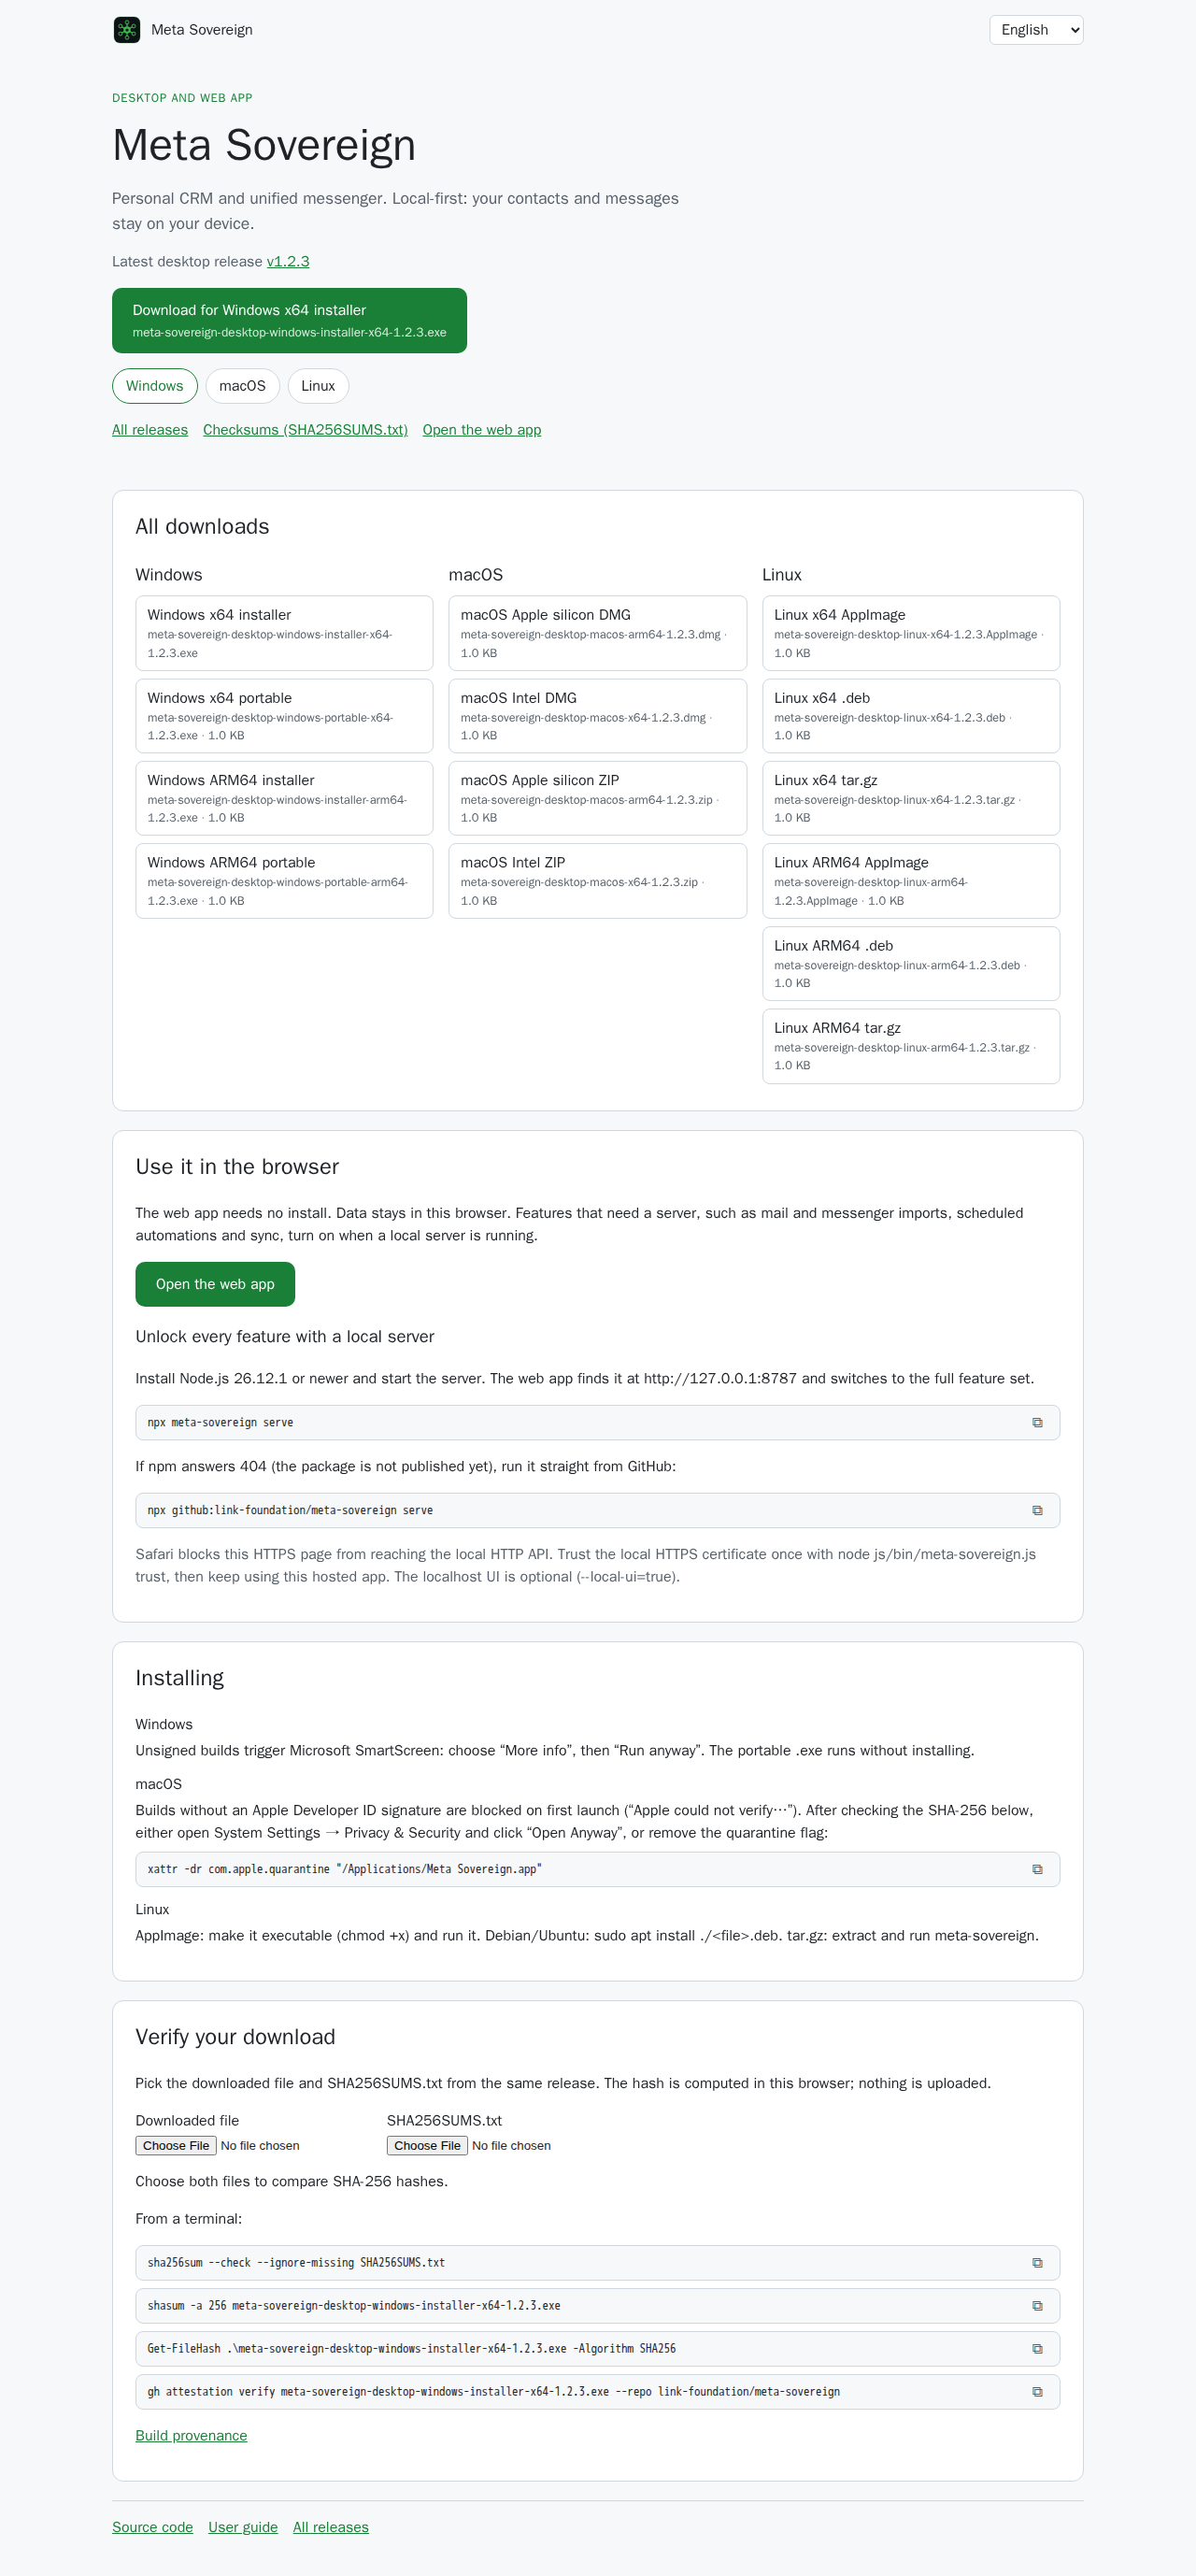 Meta Sovereign
English
DESKTOP AND WEB APP
Meta Sovereign
Personal CRM and unified messenger. Local-first: your contacts and messages
stay on your device.
Latest desktop release v1.2.3
Download for Windows x64 installer
meta-sovereign-desktop-windows-installer-x64-1.2.3.exe
Windows
macOS
Linux
All releases
Checksums (SHA256SUMS.txt)
Open the web app
All downloads
Windows
Windows x64 installer
meta-sovereign-desktop-windows-installer-x64-
1.2.3.exe
Windows x64 portable
meta-sovereign-desktop-windows-portable-x64-
1.2.3.exe · 1.0 KB
Windows ARM64 installer
meta-sovereign-desktop-windows-installer-arm64-
1.2.3.exe · 1.0 KB
Windows ARM64 portable
meta-sovereign-desktop-windows-portable-arm64-
1.2.3.exe · 1.0 KB
macOS
macOS Apple silicon DMG
meta-sovereign-desktop-macos-arm64-1.2.3.dmg ·
1.0 KB
macOS Intel DMG
meta-sovereign-desktop-macos-x64-1.2.3.dmg ·
1.0 KB
macOS Apple silicon ZIP
meta-sovereign-desktop-macos-arm64-1.2.3.zip ·
1.0 KB
macOS Intel ZIP
meta-sovereign-desktop-macos-x64-1.2.3.zip ·
1.0 KB
Linux
Linux x64 AppImage
meta-sovereign-desktop-linux-x64-1.2.3.AppImage ·
1.0 KB
Linux x64 .deb
meta-sovereign-desktop-linux-x64-1.2.3.deb ·
1.0 KB
Linux x64 tar.gz
meta-sovereign-desktop-linux-x64-1.2.3.tar.gz ·
1.0 KB
Linux ARM64 AppImage
meta-sovereign-desktop-linux-arm64-
1.2.3.AppImage · 1.0 KB
Linux ARM64 .deb
meta-sovereign-desktop-linux-arm64-1.2.3.deb ·
1.0 KB
Linux ARM64 tar.gz
meta-sovereign-desktop-linux-arm64-1.2.3.tar.gz ·
1.0 KB
Use it in the browser
The web app needs no install. Data stays in this browser. Features that need a server, such as mail and messenger imports, scheduled
automations and sync, turn on when a local server is running.
Open the web app
Unlock every feature with a local server
Install Node.js 26.12.1 or newer and start the server. The web app finds it at http://127.0.0.1:8787 and switches to the full feature set.
npx meta-sovereign serve
If npm answers 404 (the package is not published yet), run it straight from GitHub:
npx github:link-foundation/meta-sovereign serve
Safari blocks this HTTPS page from reaching the local HTTP API. Trust the local HTTPS certificate once with node js/bin/meta-sovereign.js
trust, then keep using this hosted app. The localhost UI is optional (--local-ui=true).
Installing
Windows
Unsigned builds trigger Microsoft SmartScreen: choose “More info”, then “Run anyway”. The portable .exe runs without installing.
macOS
Builds without an Apple Developer ID signature are blocked on first launch (“Apple could not verify…”). After checking the SHA-256 below,
either open System Settings → Privacy & Security and click “Open Anyway”, or remove the quarantine flag:
xattr -dr com.apple.quarantine "/Applications/Meta Sovereign.app"
Linux
AppImage: make it executable (chmod +x) and run it. Debian/Ubuntu: sudo apt install ./<file>.deb. tar.gz: extract and run meta-sovereign.
Verify your download
Pick the downloaded file and SHA256SUMS.txt from the same release. The hash is computed in this browser; nothing is uploaded.
Downloaded file
Choose File No file chosen
SHA256SUMS.txt
Choose File No file chosen
Choose both files to compare SHA-256 hashes.
From a terminal:
sha256sum --check --ignore-missing SHA256SUMS.txt
shasum -a 256 meta-sovereign-desktop-windows-installer-x64-1.2.3.exe
Get-FileHash .\meta-sovereign-desktop-windows-installer-x64-1.2.3.exe -Algorithm SHA256
gh attestation verify meta-sovereign-desktop-windows-installer-x64-1.2.3.exe --repo link-foundation/meta-sovereign
Build provenance
Source code
User guide
All releases